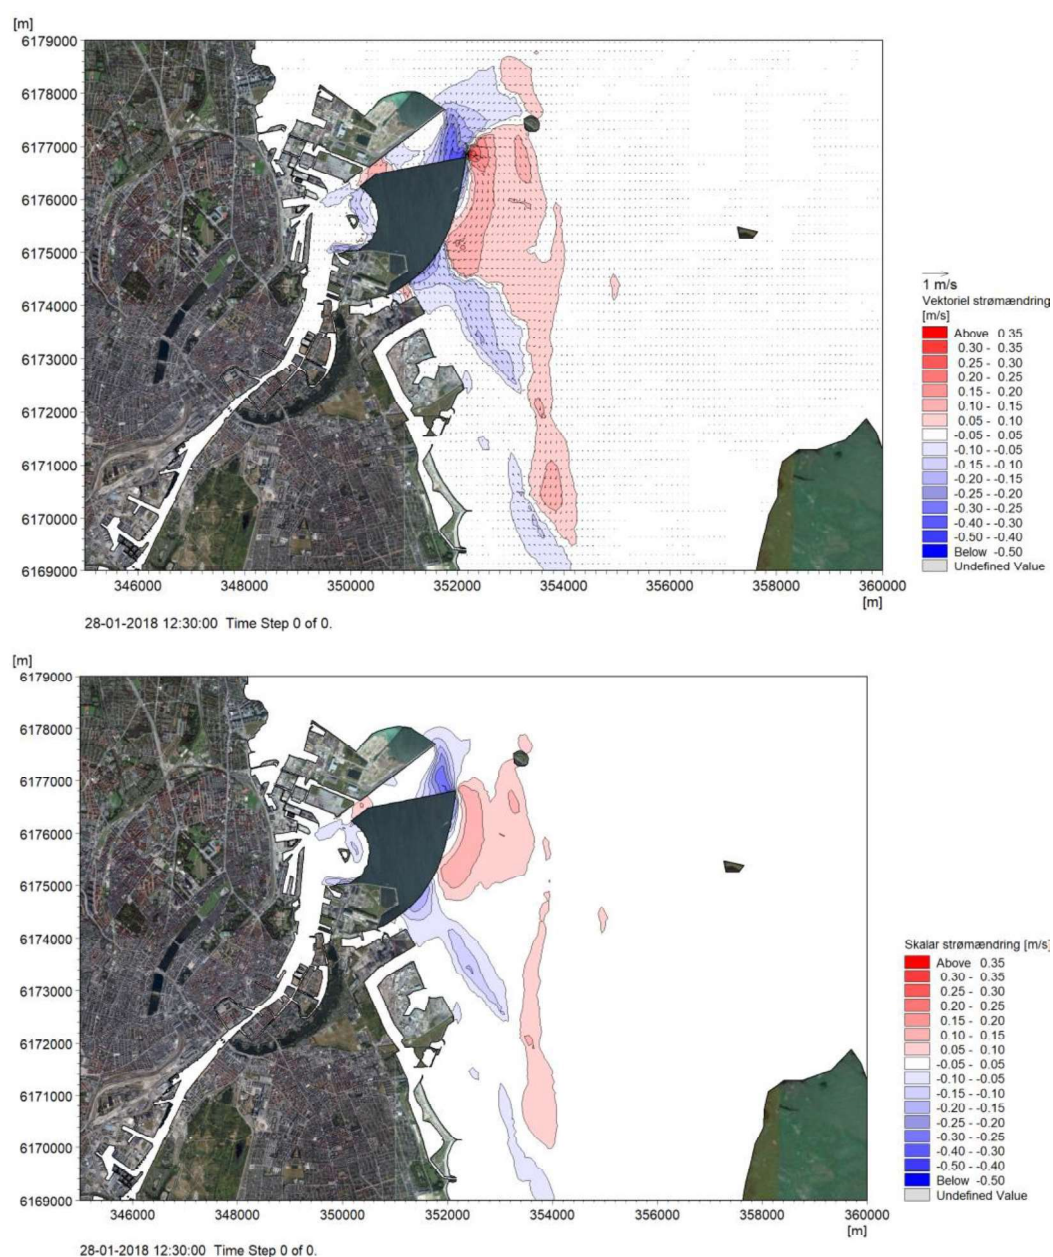 [m]
6179000
6178000
6177000
6176000
6175000
6174000
6173000
6172000
6171000
6170000
6169000
346000 348000 350000 352000 354000 356000 358000 360000
[m]
1 m/s
Vektoriel strømændring
[m/s]
Above 0.35
0.30 - 0.35
0.25 - 0.30
0.20 - 0.25
0.15 - 0.20
0.10 - 0.15
0.05 - 0.10
-0.05 - 0.05
-0.10 - -0.05
-0.15 - -0.10
-0.20 - -0.15
-0.25 - -0.20
-0.30 - -0.25
-0.40 - -0.30
-0.50 - -0.40
Below -0.50
Undefined Value
28-01-2018 12:30:00 Time Step 0 of 0.
[m]
6179000
6178000
6177000
6176000
6175000
6174000
6173000
6172000
6171000
6170000
6169000
346000 348000 350000 352000 354000 356000 358000 360000
[m]
Skalar strømændring [m/s]
Above 0.35
0.30 - 0.35
0.25 - 0.30
0.20 - 0.25
0.15 - 0.20
0.10 - 0.15
0.05 - 0.10
-0.05 - 0.05
-0.10 - -0.05
-0.15 - -0.10
-0.20 - -0.15
-0.25 - -0.20
-0.30 - -0.25
-0.40 - -0.30
-0.50 - -0.40
Below -0.50
Undefined Value
28-01-2018 12:30:00 Time Step 0 of 0.